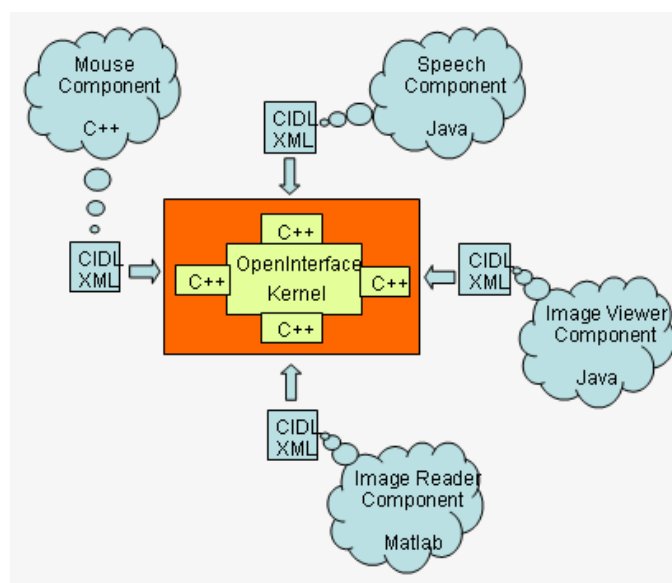 Mouse
Component
C++
Speech
Component
Java
CIDL
XML
CIDL
XML
C++
OpenInterface
Kernel
C++
C++
C++
CIDL
XML
Image Viewer
Component
Java
CIDL
XML
Image Reader
Component
Matlab